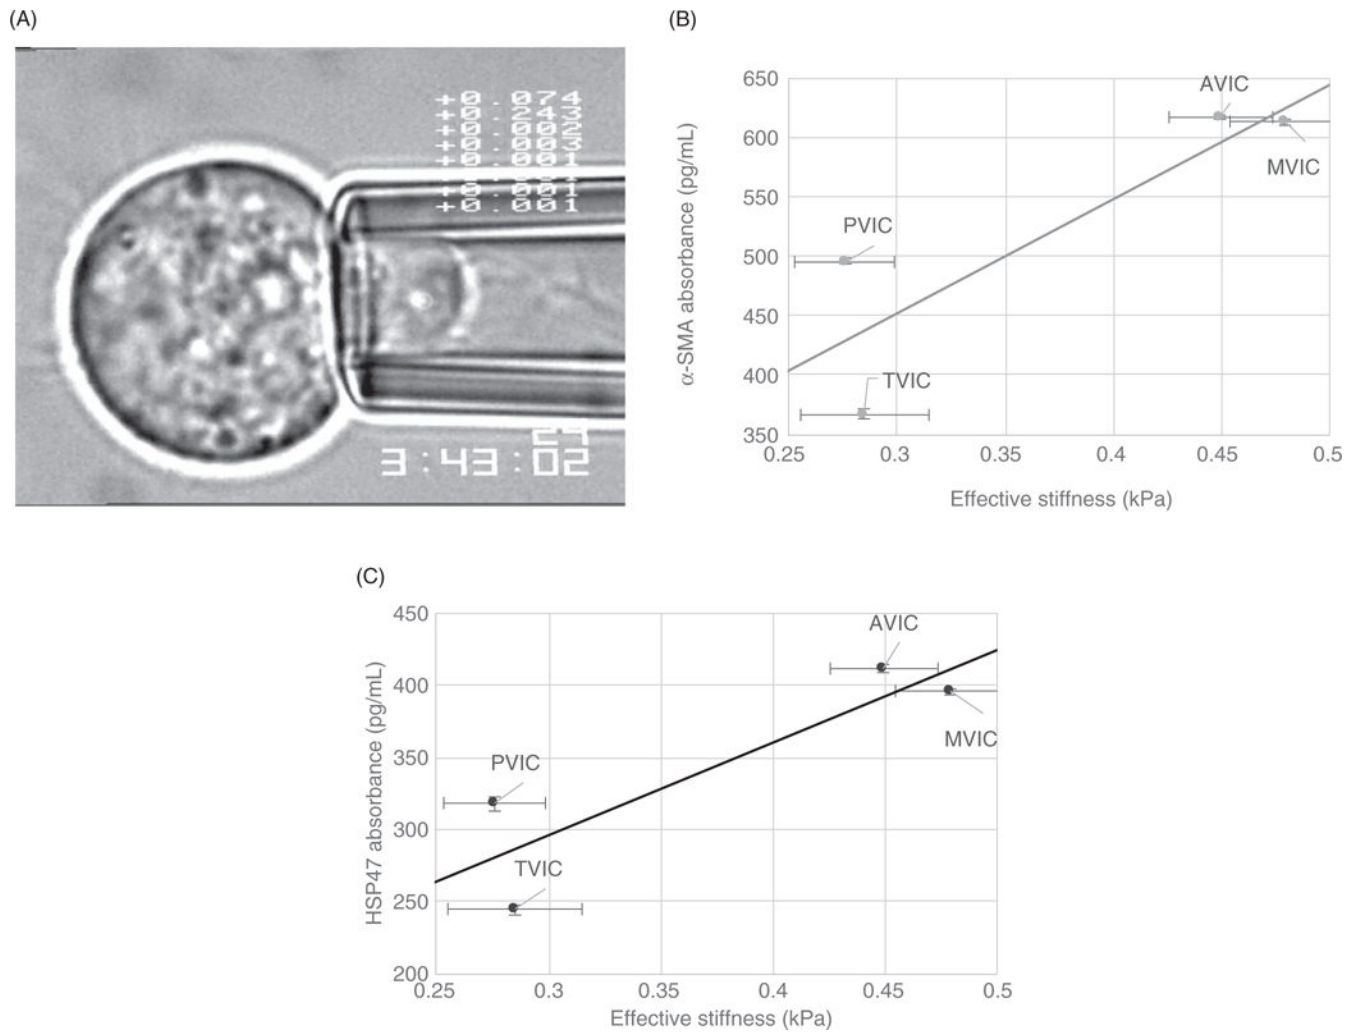 (A)
+0.074
+0.243
+0.002
+0.003
+0.001
+0.001
+0.001
29
3:43:02
(B)
650
600
550
500
450
400
350
α-SMA absorbance (pg/mL)
AVIC
MVIC
PVIC
TVIC
0.25
0.3
0.35
0.4
0.45
0.5
Effective stiffness (kPa)
(C)
450
400
350
300
250
200
HSP47 absorbance (pg/mL)
AVIC
MVIC
PVIC
TVIC
0.25
0.3
0.35
0.4
0.45
0.5
Effective stiffness (kPa)